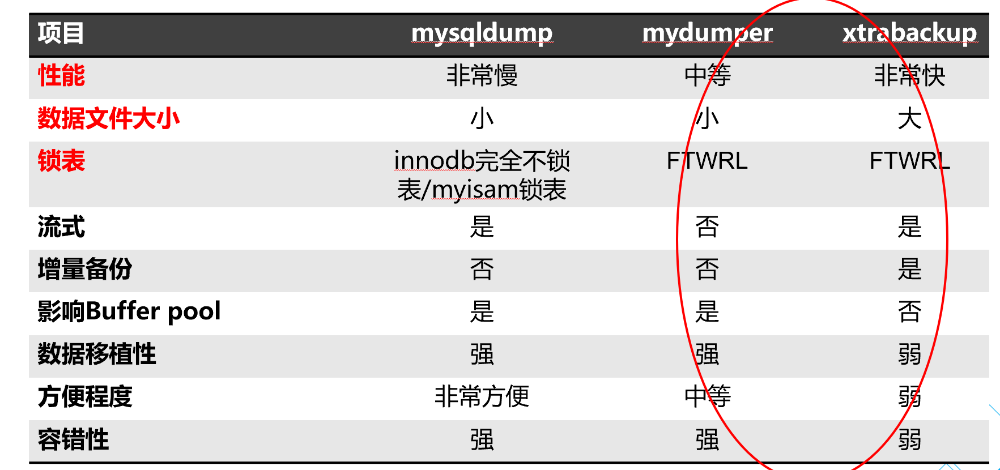 项目 mysqldump mydumper xtrabackup
性能 非常慢 中等 非常快
数据文件大小 小 小 大
锁表 innodb完全不锁 FTWRL FTWRL
表/myisam锁表
流式 是 否 是
增量备份 否 否 是
影响Buffer pool 是 是 否
数据移植性 强 强 弱
方便程度 非常方便 中等 弱
容错性 强 强 弱